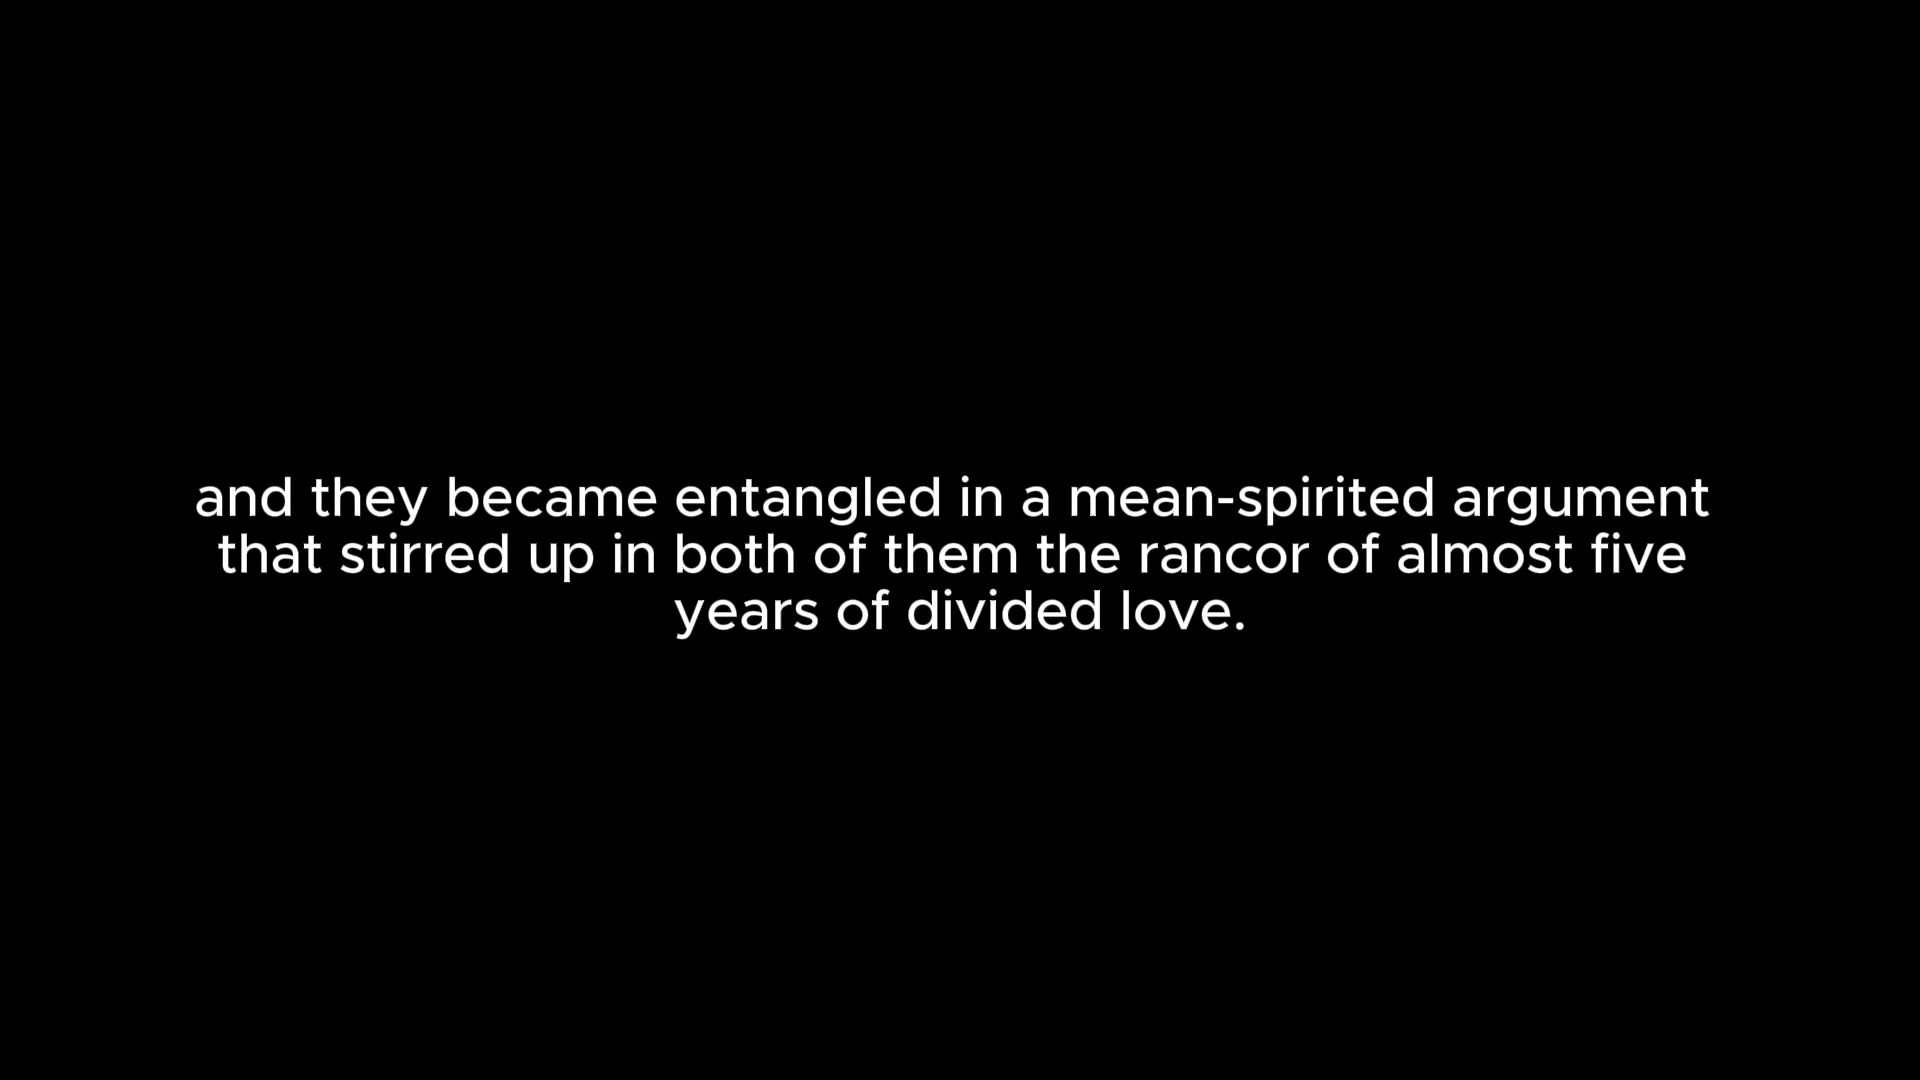 and they became entangled in a mean-spirited argument
that stirred up in both of them the rancor of almost five
years of divided love.